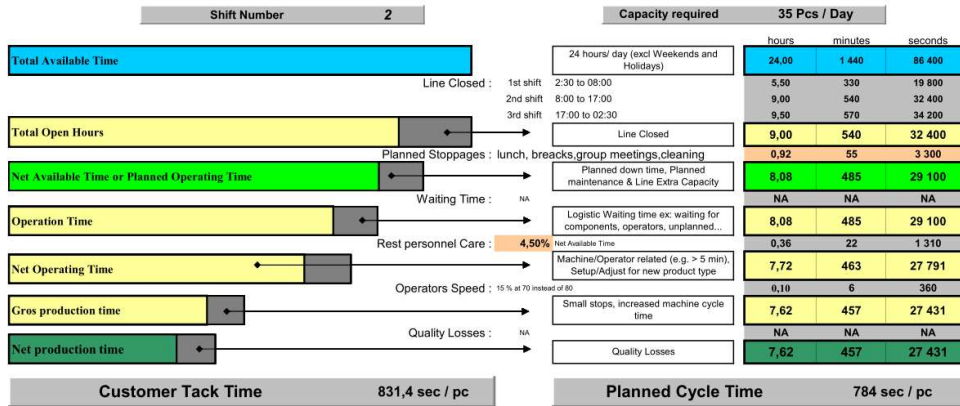 Shift Number 2 Capacity required 35 Pcs / Day
hours minutes seconds
Total Available Time 24 hours/ day (excl Weekends and Holidays) 24,00 1 440 86 400
Line Closed : 1st shift 2:30 to 08:00 5,50 330 19 800
2nd shift 8:00 to 17:00 9,00 540 32 400
3rd shift 17:00 to 02:30 9,50 570 34 200
Total Open Hours Line Closed 9,00 540 32 400
Planned Stoppages : lunch, breacks,group meetings,cleaning 0,92 55 3 300
Net Available Time or Planned Operating Time Planned down time, Planned maintenance & Line Extra Capacity 8,08 485 29 100
Waiting Time : NA NA NA NA
Operation Time Logistic Waiting time ex: waiting for components, operators, unplanned... 8,08 485 29 100
Rest personnel Care : 4,50% Net Available Time 0,36 22 1 310
Net Operating Time Machine/Operator related (e.g. > 5 min), Setup/Adjust for new product type 7,72 463 27 791
Operators Speed : 15 % at 70 instead of 80 0,10 6 360
Gros production time Small stops, increased machine cycle time 7,62 457 27 431
Quality Losses : NA NA NA NA
Net production time Quality Losses 7,62 457 27 431
Customer Tack Time 831,4 sec / pc Planned Cycle Time 784 sec / pc